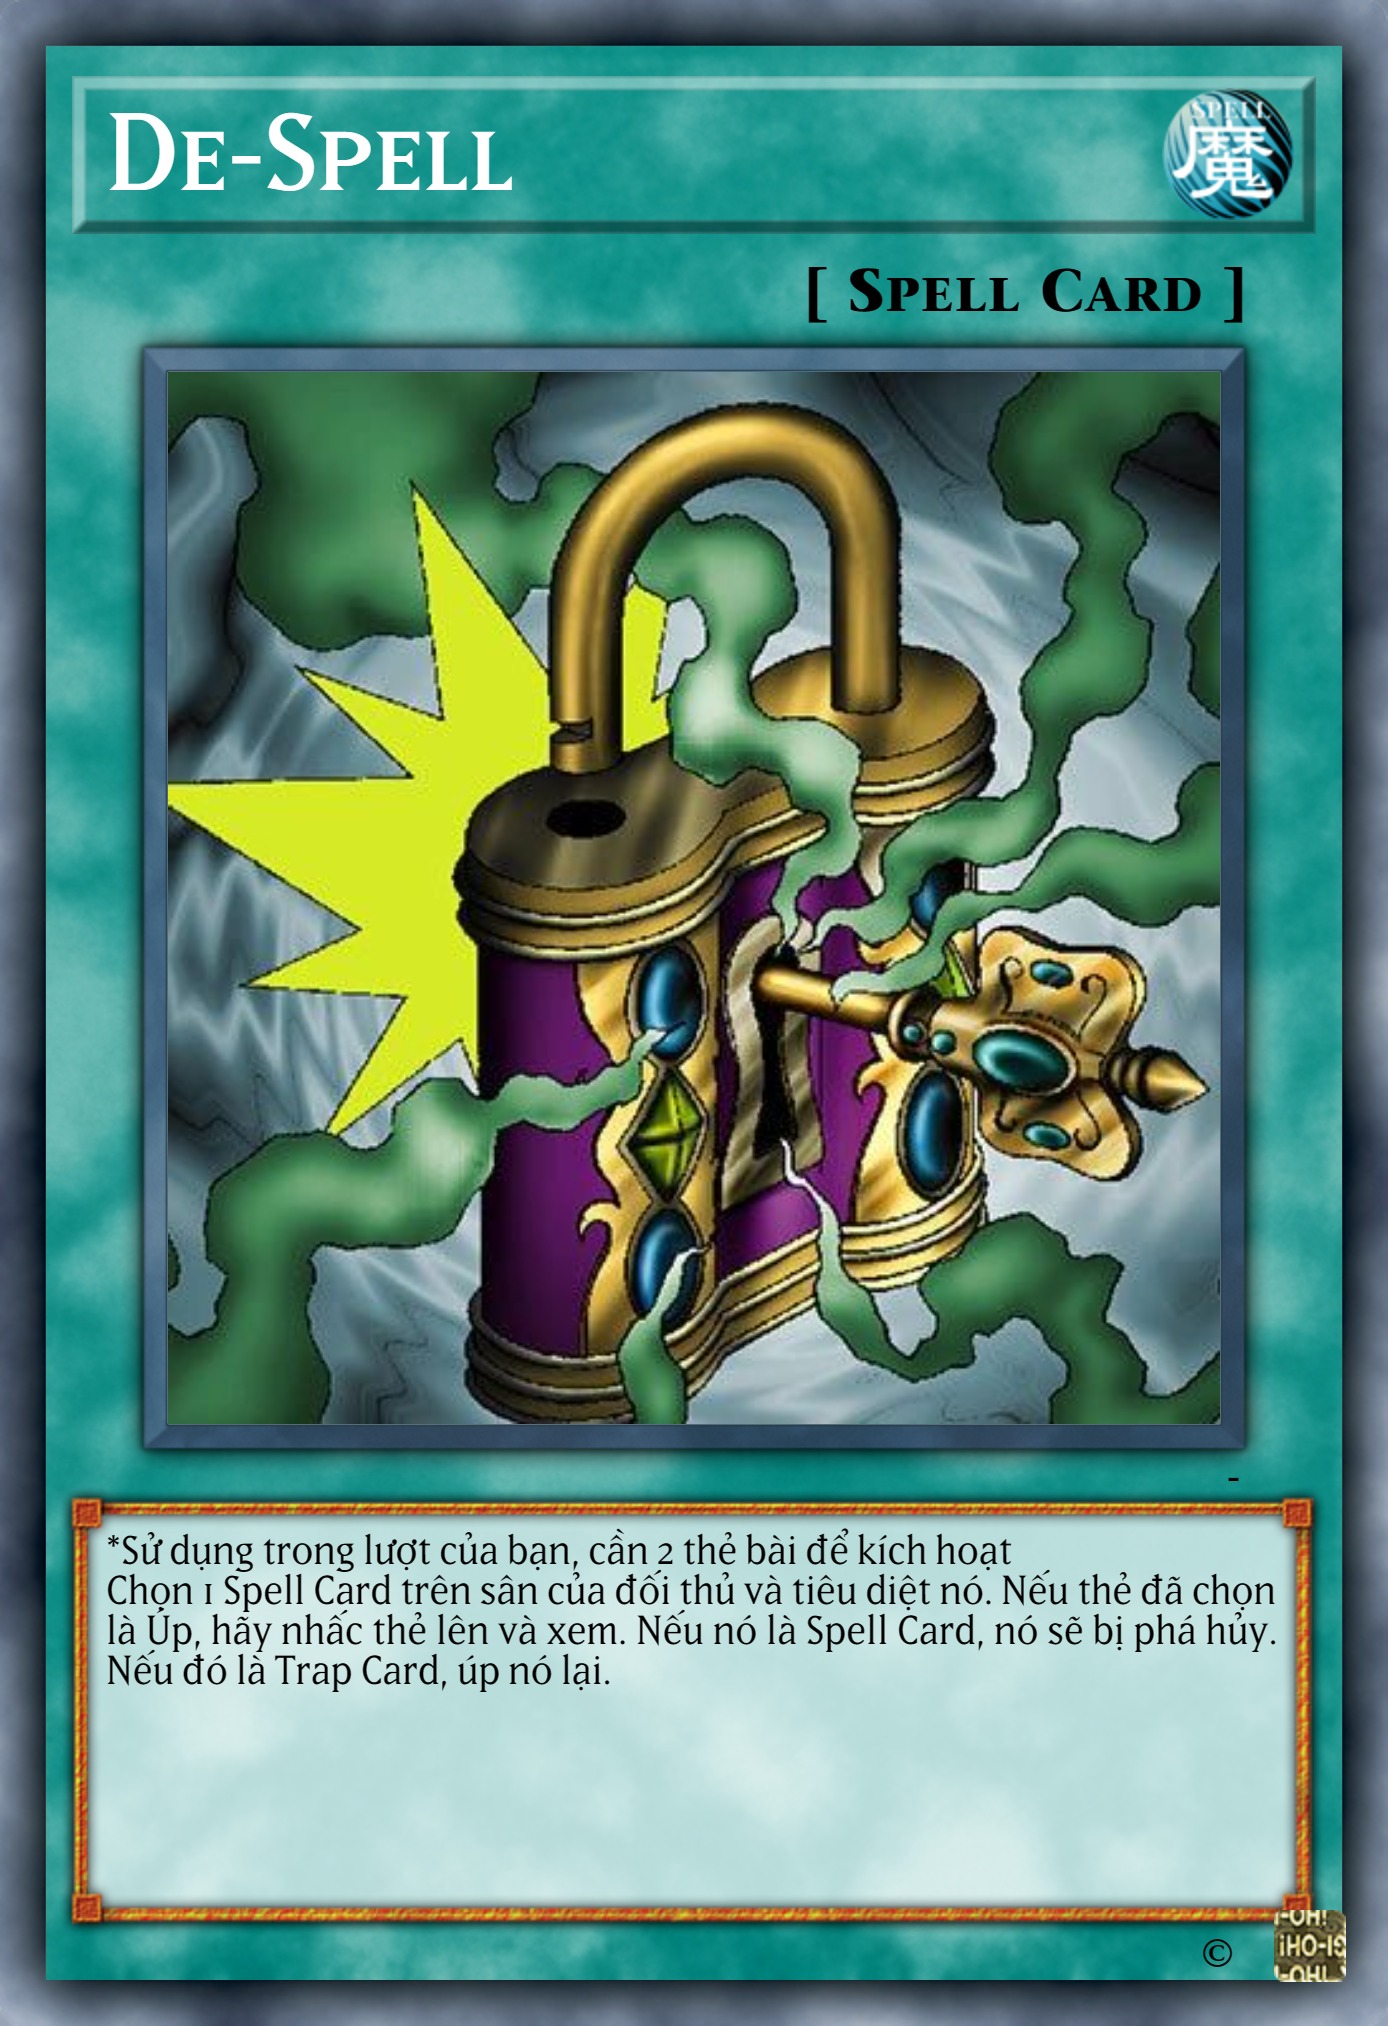 De-Spell
SPELL
魔
[ Spell Card ]
-
*Sử dụng trong lượt của bạn, cần 2 thẻ bài để kích hoạt
Chọn 1 Spell Card trên sân của đối thủ và tiêu diệt nó. Nếu thẻ đã chọn
là Úp, hãy nhấc thẻ lên và xem. Nếu nó là Spell Card, nó sẽ bị phá hủy.
Nếu đó là Trap Card, úp nó lại.
©